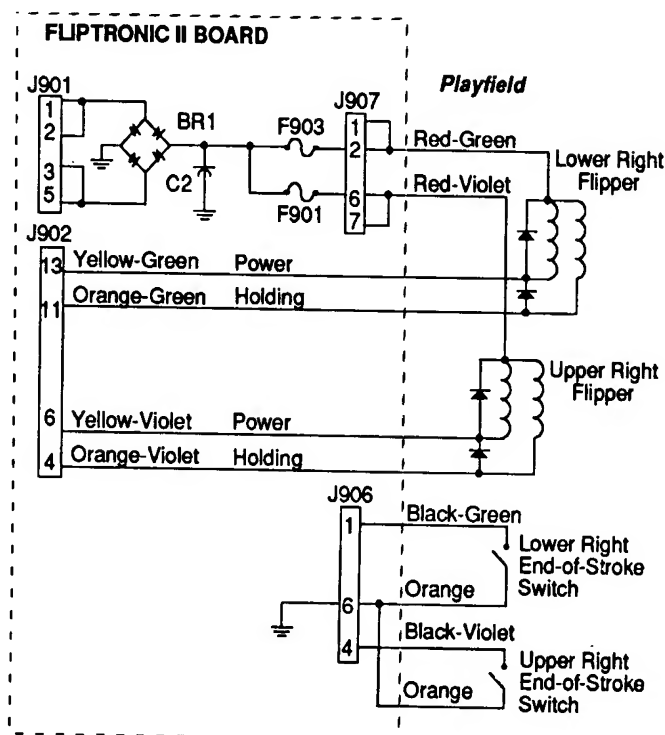 FLIPTRONIC II BOARD
Playfield
J901
1
2
3
5
BR1
C2
F903
F901
J907
1
2
6
7
Red-Green
Red-Violet
Lower Right
Flipper
J902
13
Yellow-Green Power
11
Orange-Green Holding
6
Yellow-Violet Power
4
Orange-Violet Holding
Upper Right
Flipper
J906
1
Black-Green
Lower Right
End-of-Stroke
Switch
Orange
6
Black-Violet
4
Upper Right
End-of-Stroke
Switch
Orange